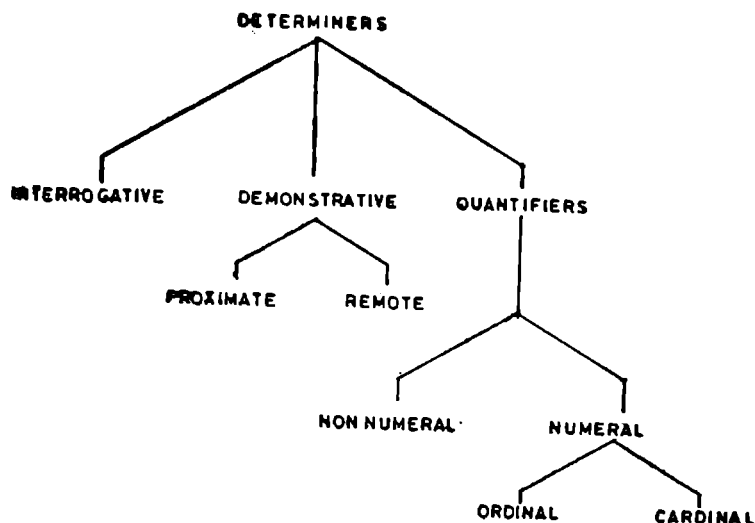 DETERMINERS
INTERROGATIVE DEMONSTRATIVE QUANTIFIERS
PROXIMATE REMOTE
NON NUMERAL NUMERAL
ORDINAL CARDINAL